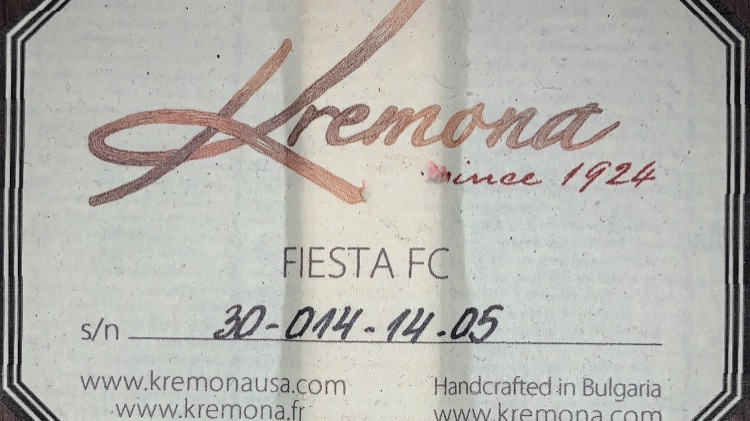 Kremona
since 1924
FIESTA FC
s/n 30-014-14.05
www.kremonausa.com Handcrafted in Bulgaria
www.kremona.fr www.kremona.com